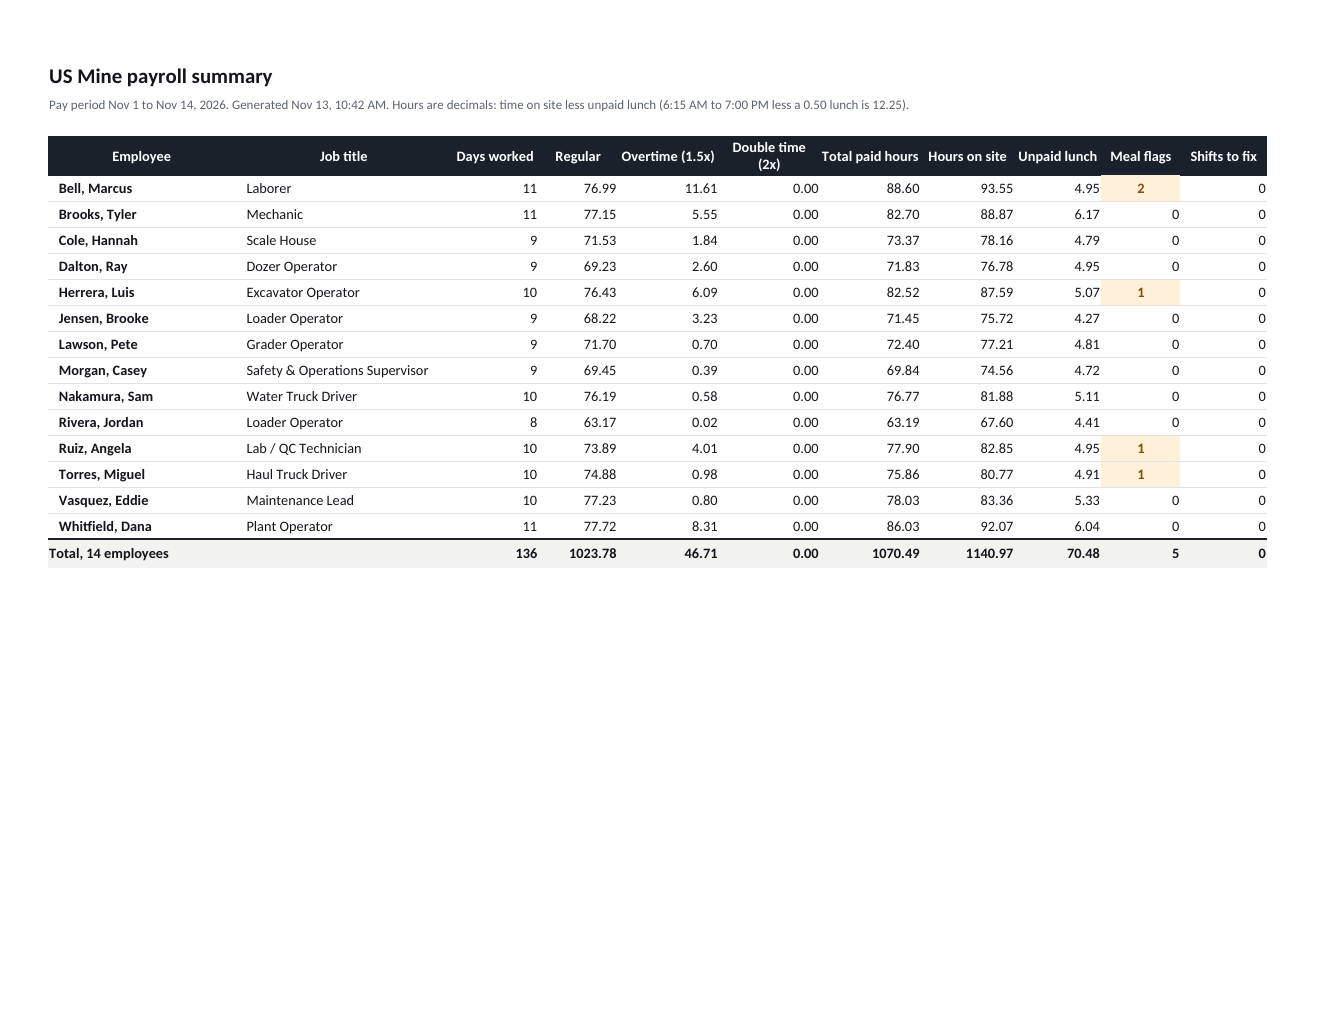 US Mine payroll summary
Pay period Nov 1 to Nov 14, 2026. Generated Nov 13, 10:42 AM. Hours are decimals: time on site less unpaid lunch (6:15 AM to 7:00 PM less a 0.50 lunch is 12.25).
Employee Job title Days worked Regular Overtime (1.5x) Double time (2x) Total paid hours Hours on site Unpaid lunch Meal flags Shifts to fix
Bell, Marcus Laborer 11 76.99 11.61 0.00 88.60 93.55 4.95 2 0
Brooks, Tyler Mechanic 11 77.15 5.55 0.00 82.70 88.87 6.17 0 0
Cole, Hannah Scale House 9 71.53 1.84 0.00 73.37 78.16 4.79 0 0
Dalton, Ray Dozer Operator 9 69.23 2.60 0.00 71.83 76.78 4.95 0 0
Herrera, Luis Excavator Operator 10 76.43 6.09 0.00 82.52 87.59 5.07 1 0
Jensen, Brooke Loader Operator 9 68.22 3.23 0.00 71.45 75.72 4.27 0 0
Lawson, Pete Grader Operator 9 71.70 0.70 0.00 72.40 77.21 4.81 0 0
Morgan, Casey Safety & Operations Supervisor 9 69.45 0.39 0.00 69.84 74.56 4.72 0 0
Nakamura, Sam Water Truck Driver 10 76.19 0.58 0.00 76.77 81.88 5.11 0 0
Rivera, Jordan Loader Operator 8 63.17 0.02 0.00 63.19 67.60 4.41 0 0
Ruiz, Angela Lab / QC Technician 10 73.89 4.01 0.00 77.90 82.85 4.95 1 0
Torres, Miguel Haul Truck Driver 10 74.88 0.98 0.00 75.86 80.77 4.91 1 0
Vasquez, Eddie Maintenance Lead 10 77.23 0.80 0.00 78.03 83.36 5.33 0 0
Whitfield, Dana Plant Operator 11 77.72 8.31 0.00 86.03 92.07 6.04 0 0
Total, 14 employees 136 1023.78 46.71 0.00 1070.49 1140.97 70.48 5 0